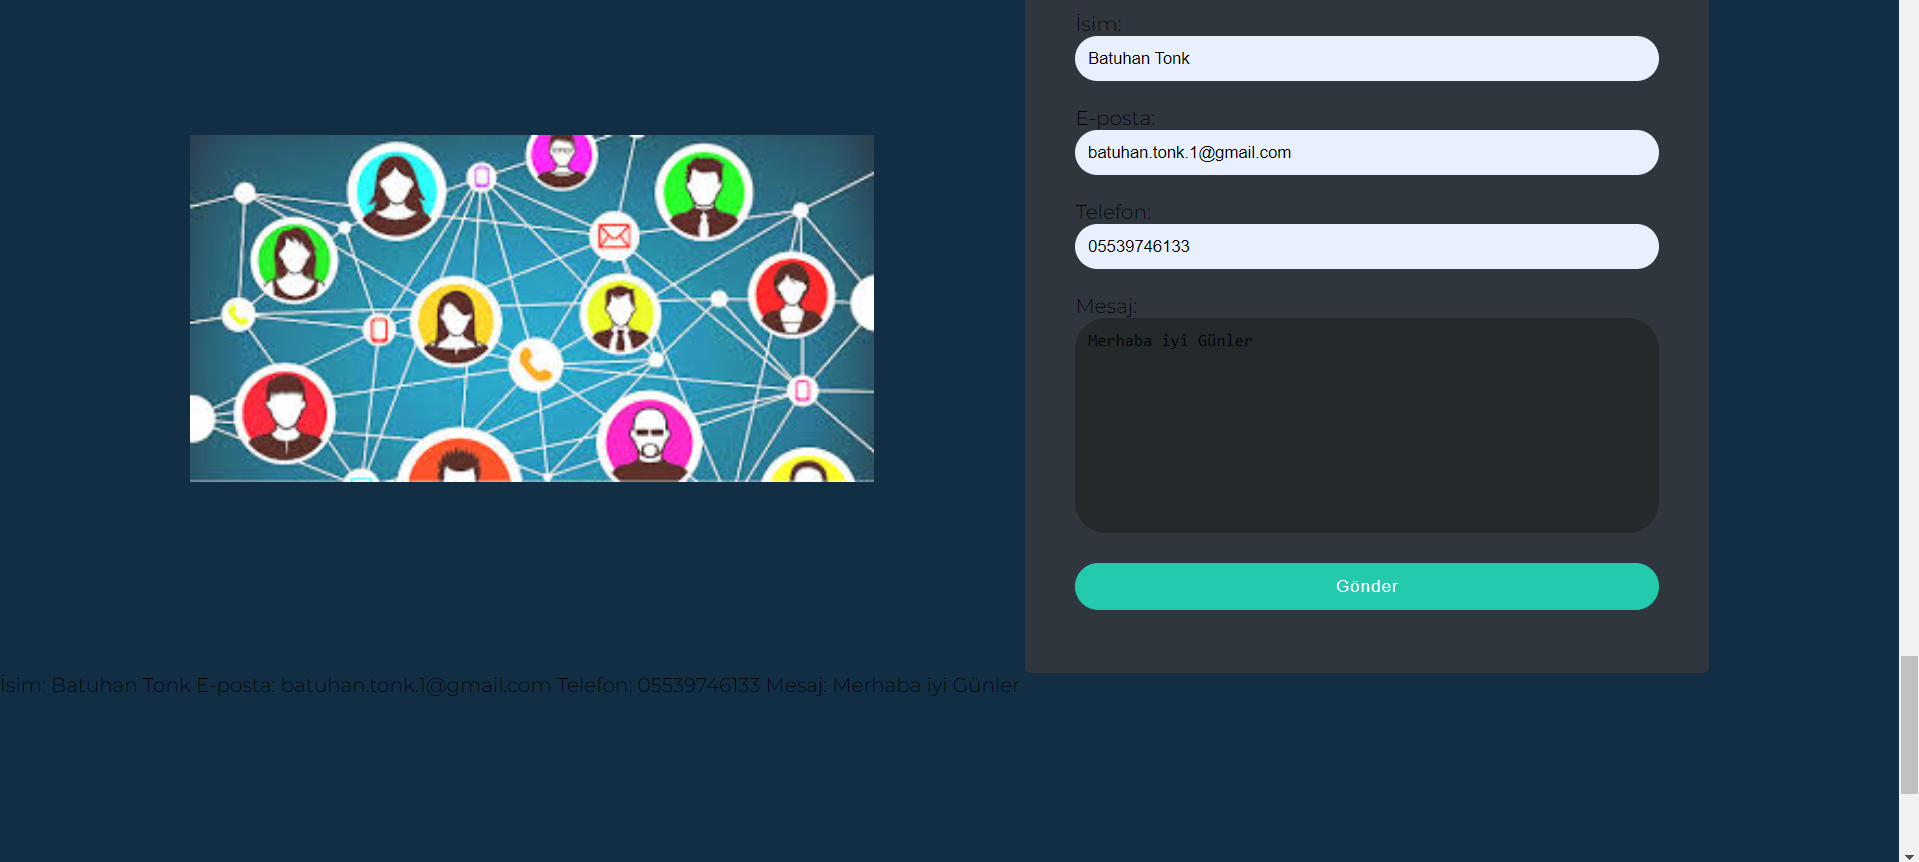 İsim:
Batuhan Tonk
E-posta:
batuhan.tonk.1@gmail.com
Telefon:
05539746133
Mesaj:
Merhaba iyi Günler
Gönder
İsim: Batuhan Tonk E-posta: batuhan.tonk.1@gmail.com Telefon: 05539746133 Mesaj: Merhaba iyi Günler